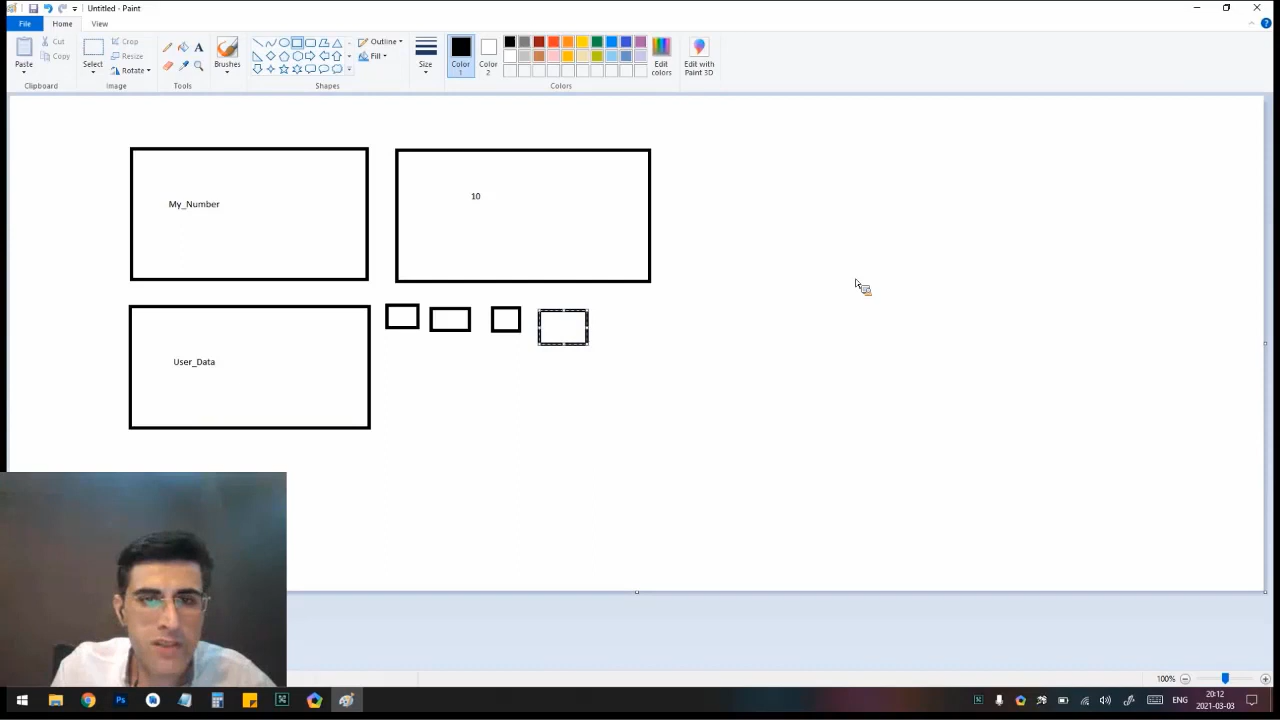 Untitled - Paint
File
Home
View
Paste
Cut
Copy
Clipboard
Select
Crop
Resize
Rotate
Image
A
Tools
Brushes
Outline
Fill
Shapes
Size
Color
1
Color
2
Edit
colors
Colors
Edit with
Paint 3D
My_Number
10
User_Data
100%
Ps
ENG
20:12
2021-03-03